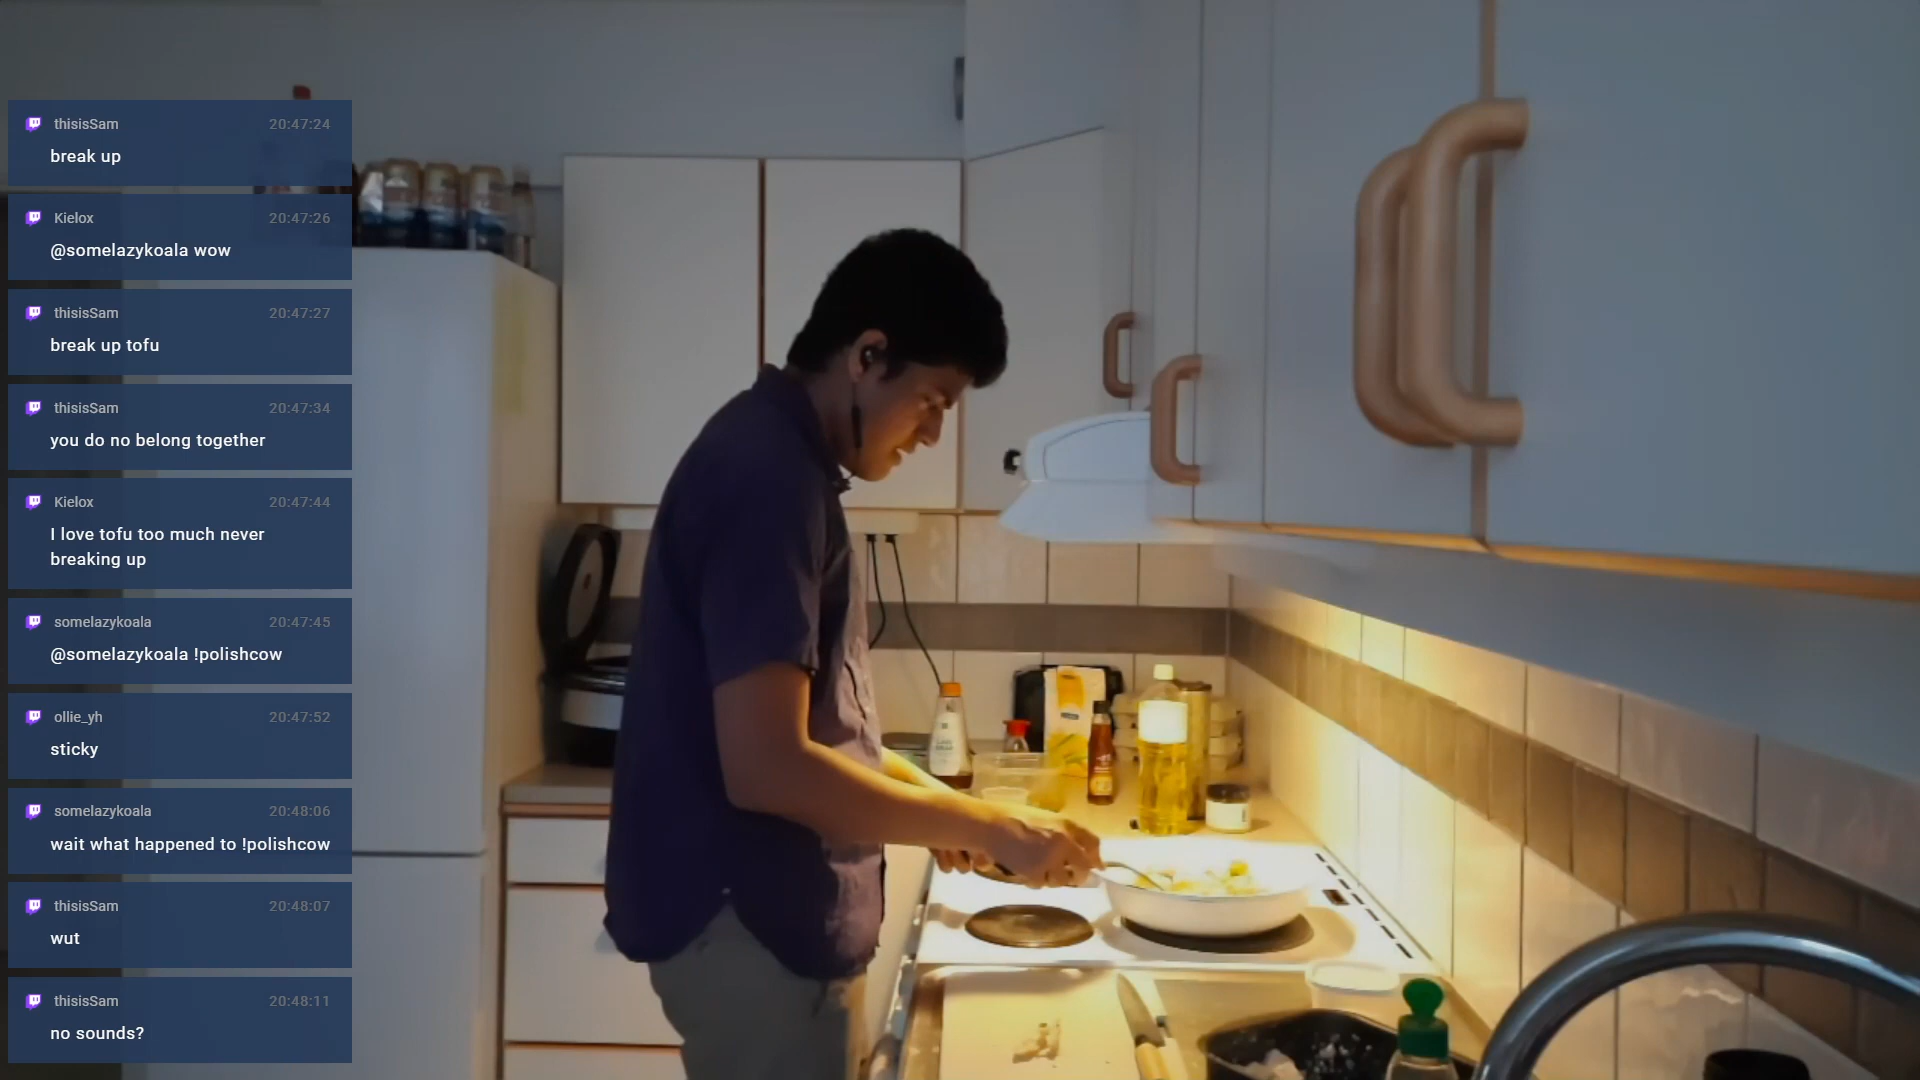 thisisSam 20:47:24
break up
Kielox 20:47:26
@somelazykoala wow
thisisSam 20:47:27
break up tofu
thisisSam 20:47:34
you do no belong together
Kielox 20:47:44
I love tofu too much never
breaking up
somelazykoala 20:47:45
@somelazykoala !polishcow
ollie_yh 20:47:52
sticky
somelazykoala 20:48:06
wait what happened to !polishcow
thisisSam 20:48:07
wut
thisisSam 20:48:11
no sounds?